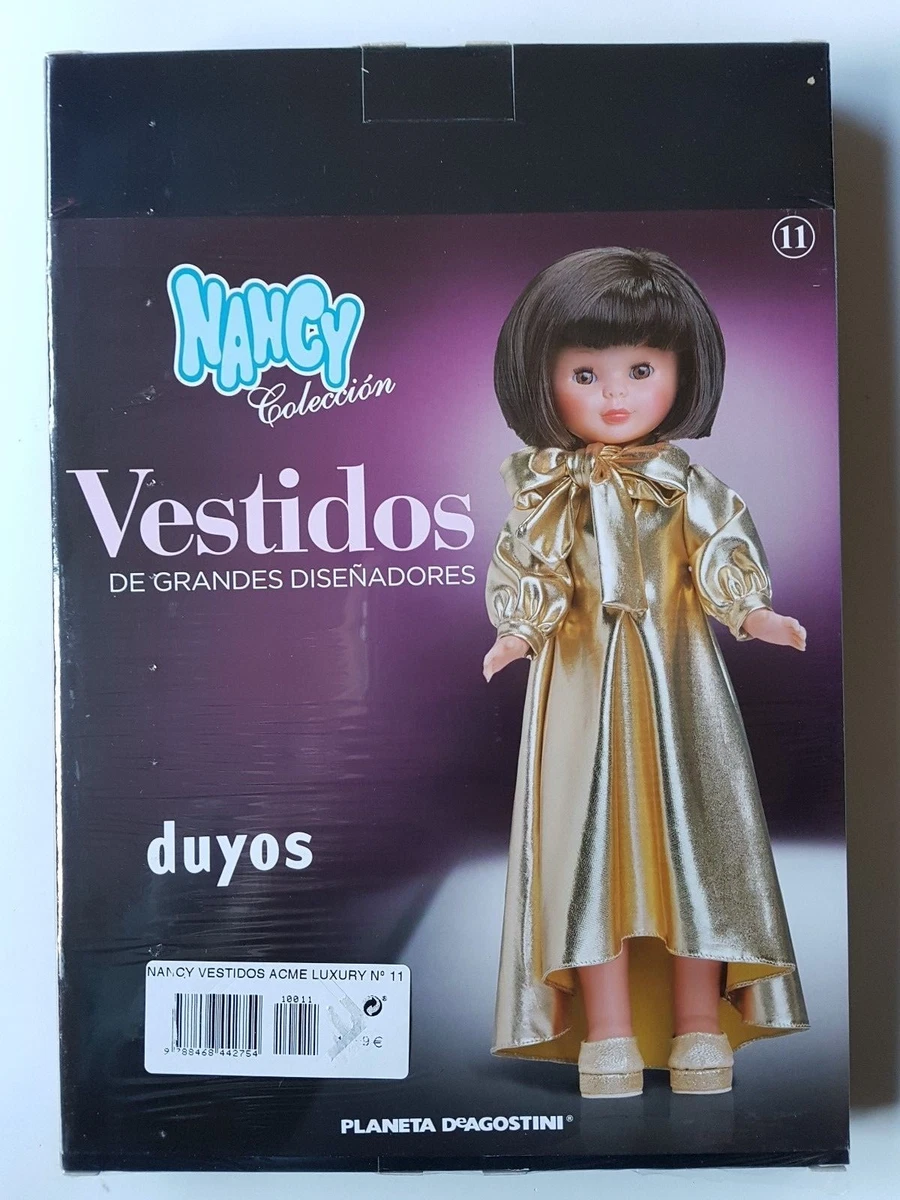 11
NANCY
Colección
Vestidos
DE GRANDES DISEÑADORES
duyos
NANCY VESTIDOS ACME LUXURY Nº 11
10011
9 788468 442754
9 €
PLANETA DeAGOSTINI®